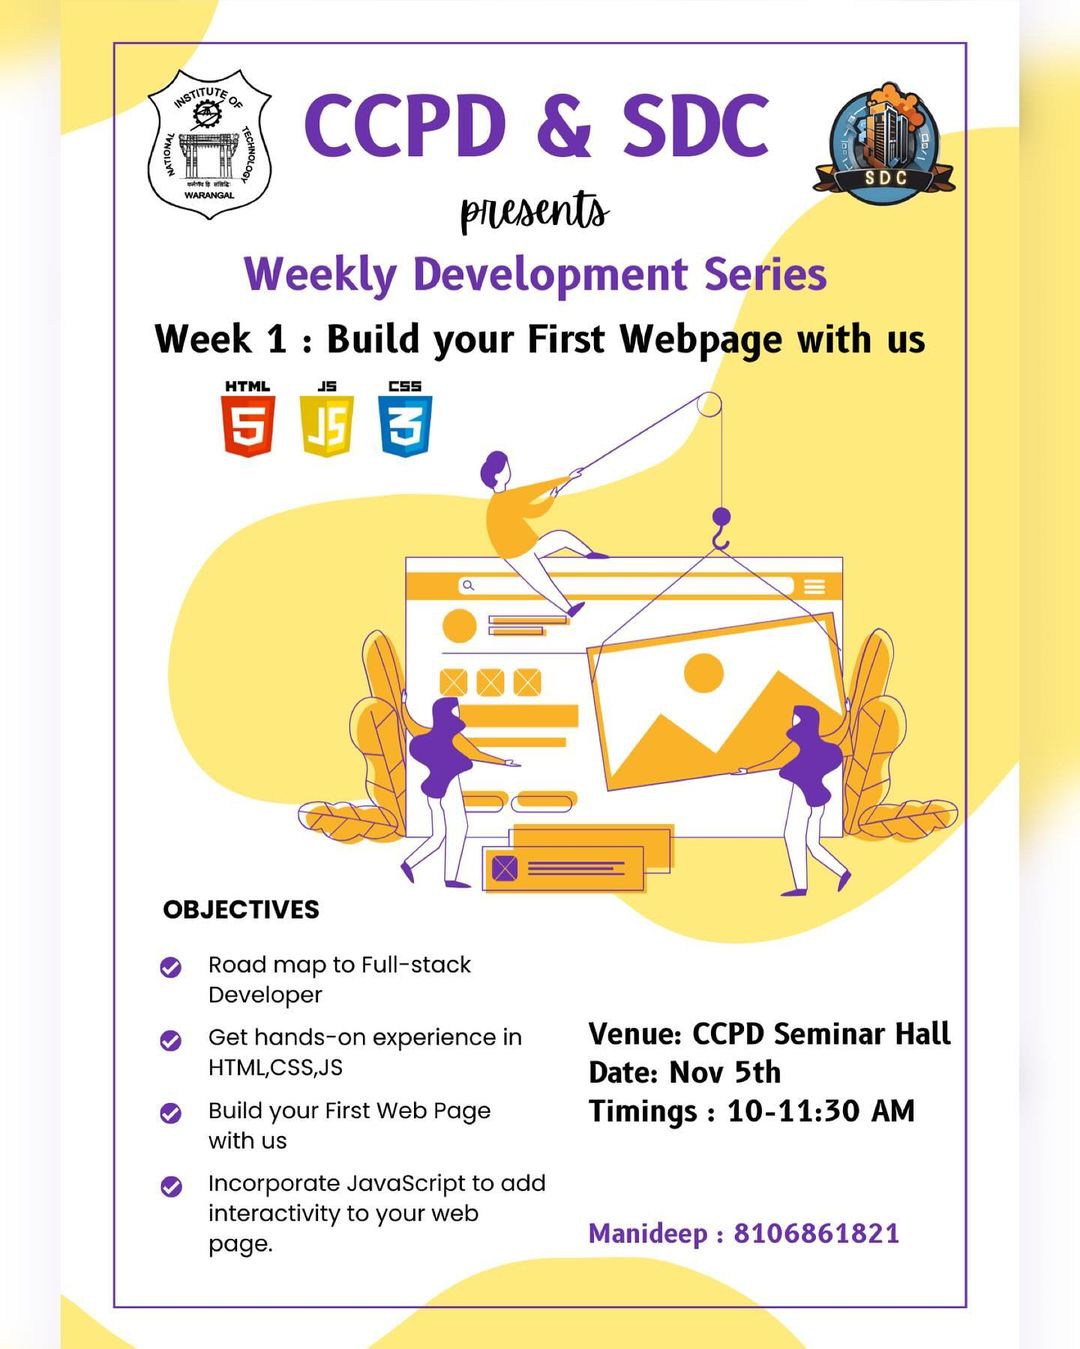 INSTITUTE OF
NATIONAL
TECHNOLOGY
WARANGAL
CCPD & SDC
SDC
presents
Weekly Development Series
Week 1 : Build your First Webpage with us
HTML JS CSS
5 JS 3
OBJECTIVES
Road map to Full-stack
Developer
Get hands-on experience in
HTML,CSS,JS
Build your First Web Page
with us
Incorporate JavaScript to add
interactivity to your web
page.
Venue: CCPD Seminar Hall
Date: Nov 5th
Timings : 10-11:30 AM
Manideep : 8106861821